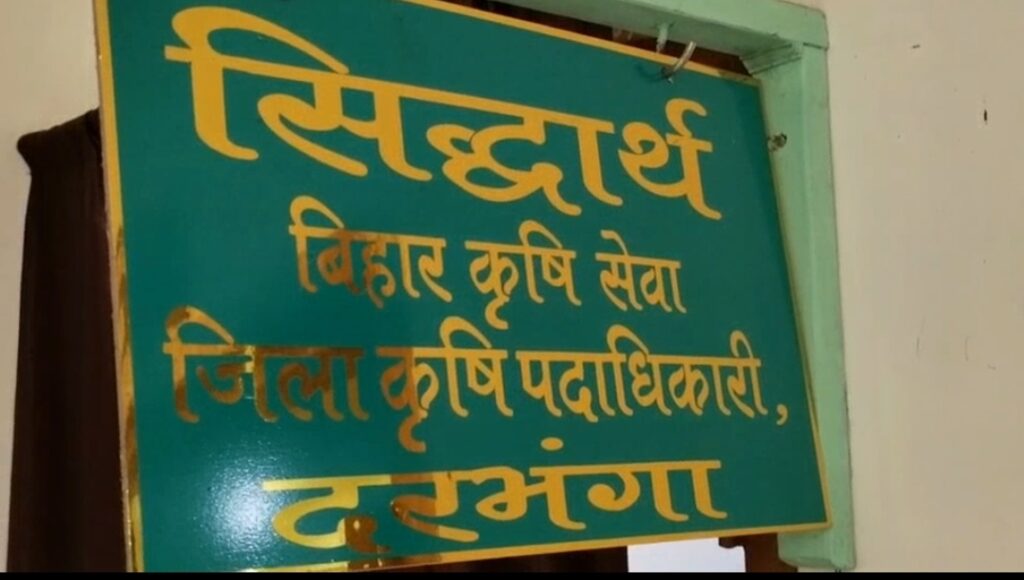 सिद्धार्थ
बिहार कृषि सेवा
जिला कृषि पदाधिकारी,
दरभंगा